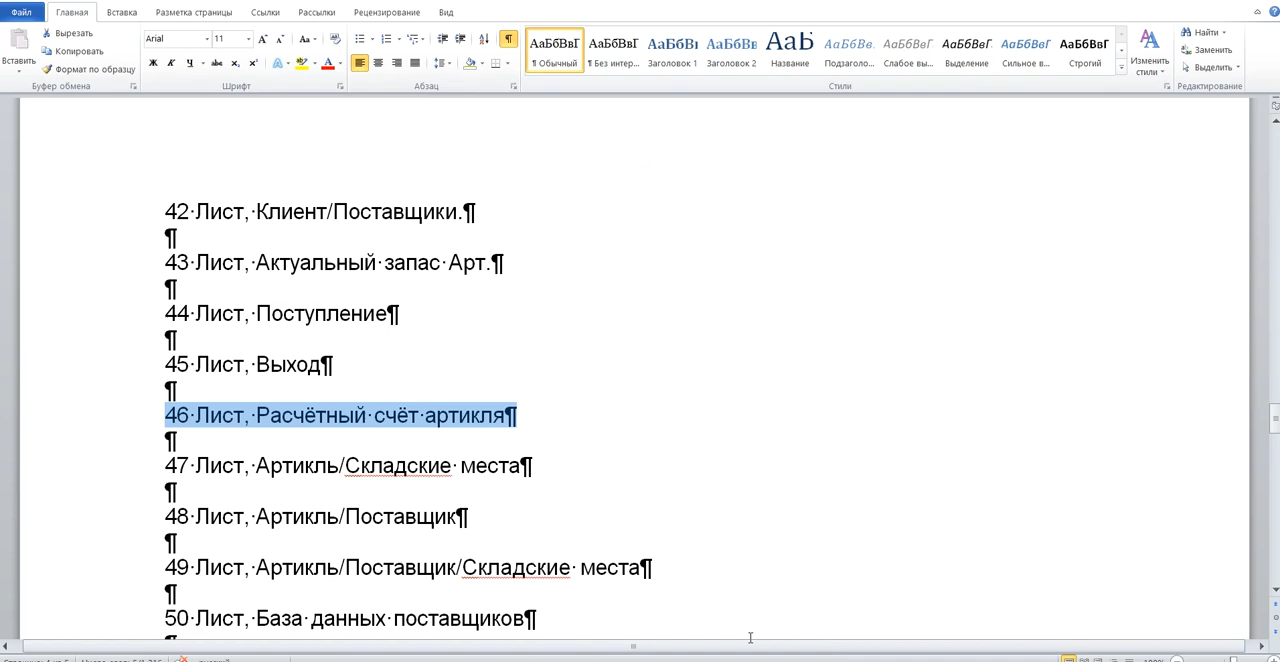 Файл Главная Вставка Разметка страницы Ссылки Рассылки Рецензирование Вид
Вставить
Вырезать
Копировать
Формат по образцу
Буфер обмена
Arial 11
Шрифт
Абзац
АаБбВвГ АаБбВвГ АаБбВв АаБбВв АаБ АаБбВв. АаБбВвГ АаБбВвГ АаБбВвГ АаБбВвГ
¶ Обычный ¶ Без интер... Заголовок 1 Заголовок 2 Название Подзаголо... Слабое вы... Выделение Сильное в... Строгий
Стили
Изменить
стили
Найти
Заменить
Выделить
Редактирование
42·Лист,·Клиент/Поставщики.¶
¶
43·Лист,·Актуальный·запас·Арт.¶
¶
44·Лист,·Поступление¶
¶
45·Лист,·Выход¶
¶
46·Лист,·Расчётный·счёт·артикля¶
¶
47·Лист,·Артикль/Складские·места¶
¶
48·Лист,·Артикль/Поставщик¶
¶
49·Лист,·Артикль/Поставщик/Складские·места¶
¶
50·Лист,·База·данных·поставщиков¶